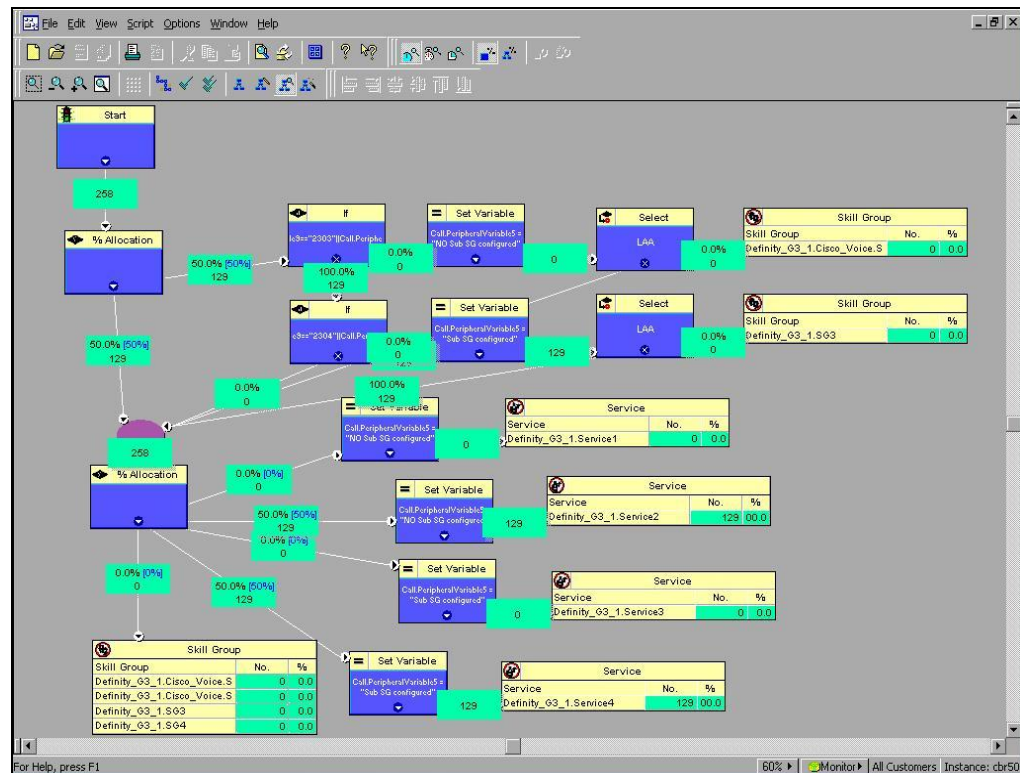 File Edit View Script Options Window Help
Start
258
% Allocation
50.0% [50%]
129
If
lc9=="2303"||Call.Periphe
0.0%
0
100.0%
129
Set Variable
Call.PeripheralVariable5 =
"NO Sub SG configured"
0
Select
LAA
0.0%
0
Skill Group
Skill Group No. %
Definity_G3_1.Cisco_Voice.S 0 0.0
If
c9=="2304"||Call.Per
0.0%
0
Set Variable
Call.PeripheralVariable5 =
"Sub SG configured"
129
Select
LAA
0.0%
0
Skill Group
Skill Group No. %
Definity_G3_1.SG3 0 0.0
50.0% [50%]
129
0.0%
0
100.0%
129
258
% Allocation
Set Variable
Call.PeripheralVariable5 =
"NO Sub SG configured"
0
Service
Service No. %
Definity_G3_1.Service1 0 0.0
0.0% [0%]
0
50.0% [50%]
129
Set Variable
Call.PeripheralVariable5 =
"NO Sub SG configured"
129
Service
Service No. %
Definity_G3_1.Service2 129 00.0
0.0% [0%]
0
Set Variable
Call.PeripheralVariable5 =
"Sub SG configured"
0
Service
Service No. %
Definity_G3_1.Service3 0 0.0
0.0% [0%]
0
50.0% [50%]
129
Set Variable
Call.PeripheralVariable5 =
"Sub SG configured"
129
Service
Service No. %
Definity_G3_1.Service4 129 00.0
Skill Group
Skill Group No. %
Definity_G3_1.Cisco_Voice.S 0 0.0
Definity_G3_1.Cisco_Voice.S 0 0.0
Definity_G3_1.SG3 0 0.0
Definity_G3_1.SG4 0 0.0
For Help, press F1
60% Monitor All Customers Instance: cbr50